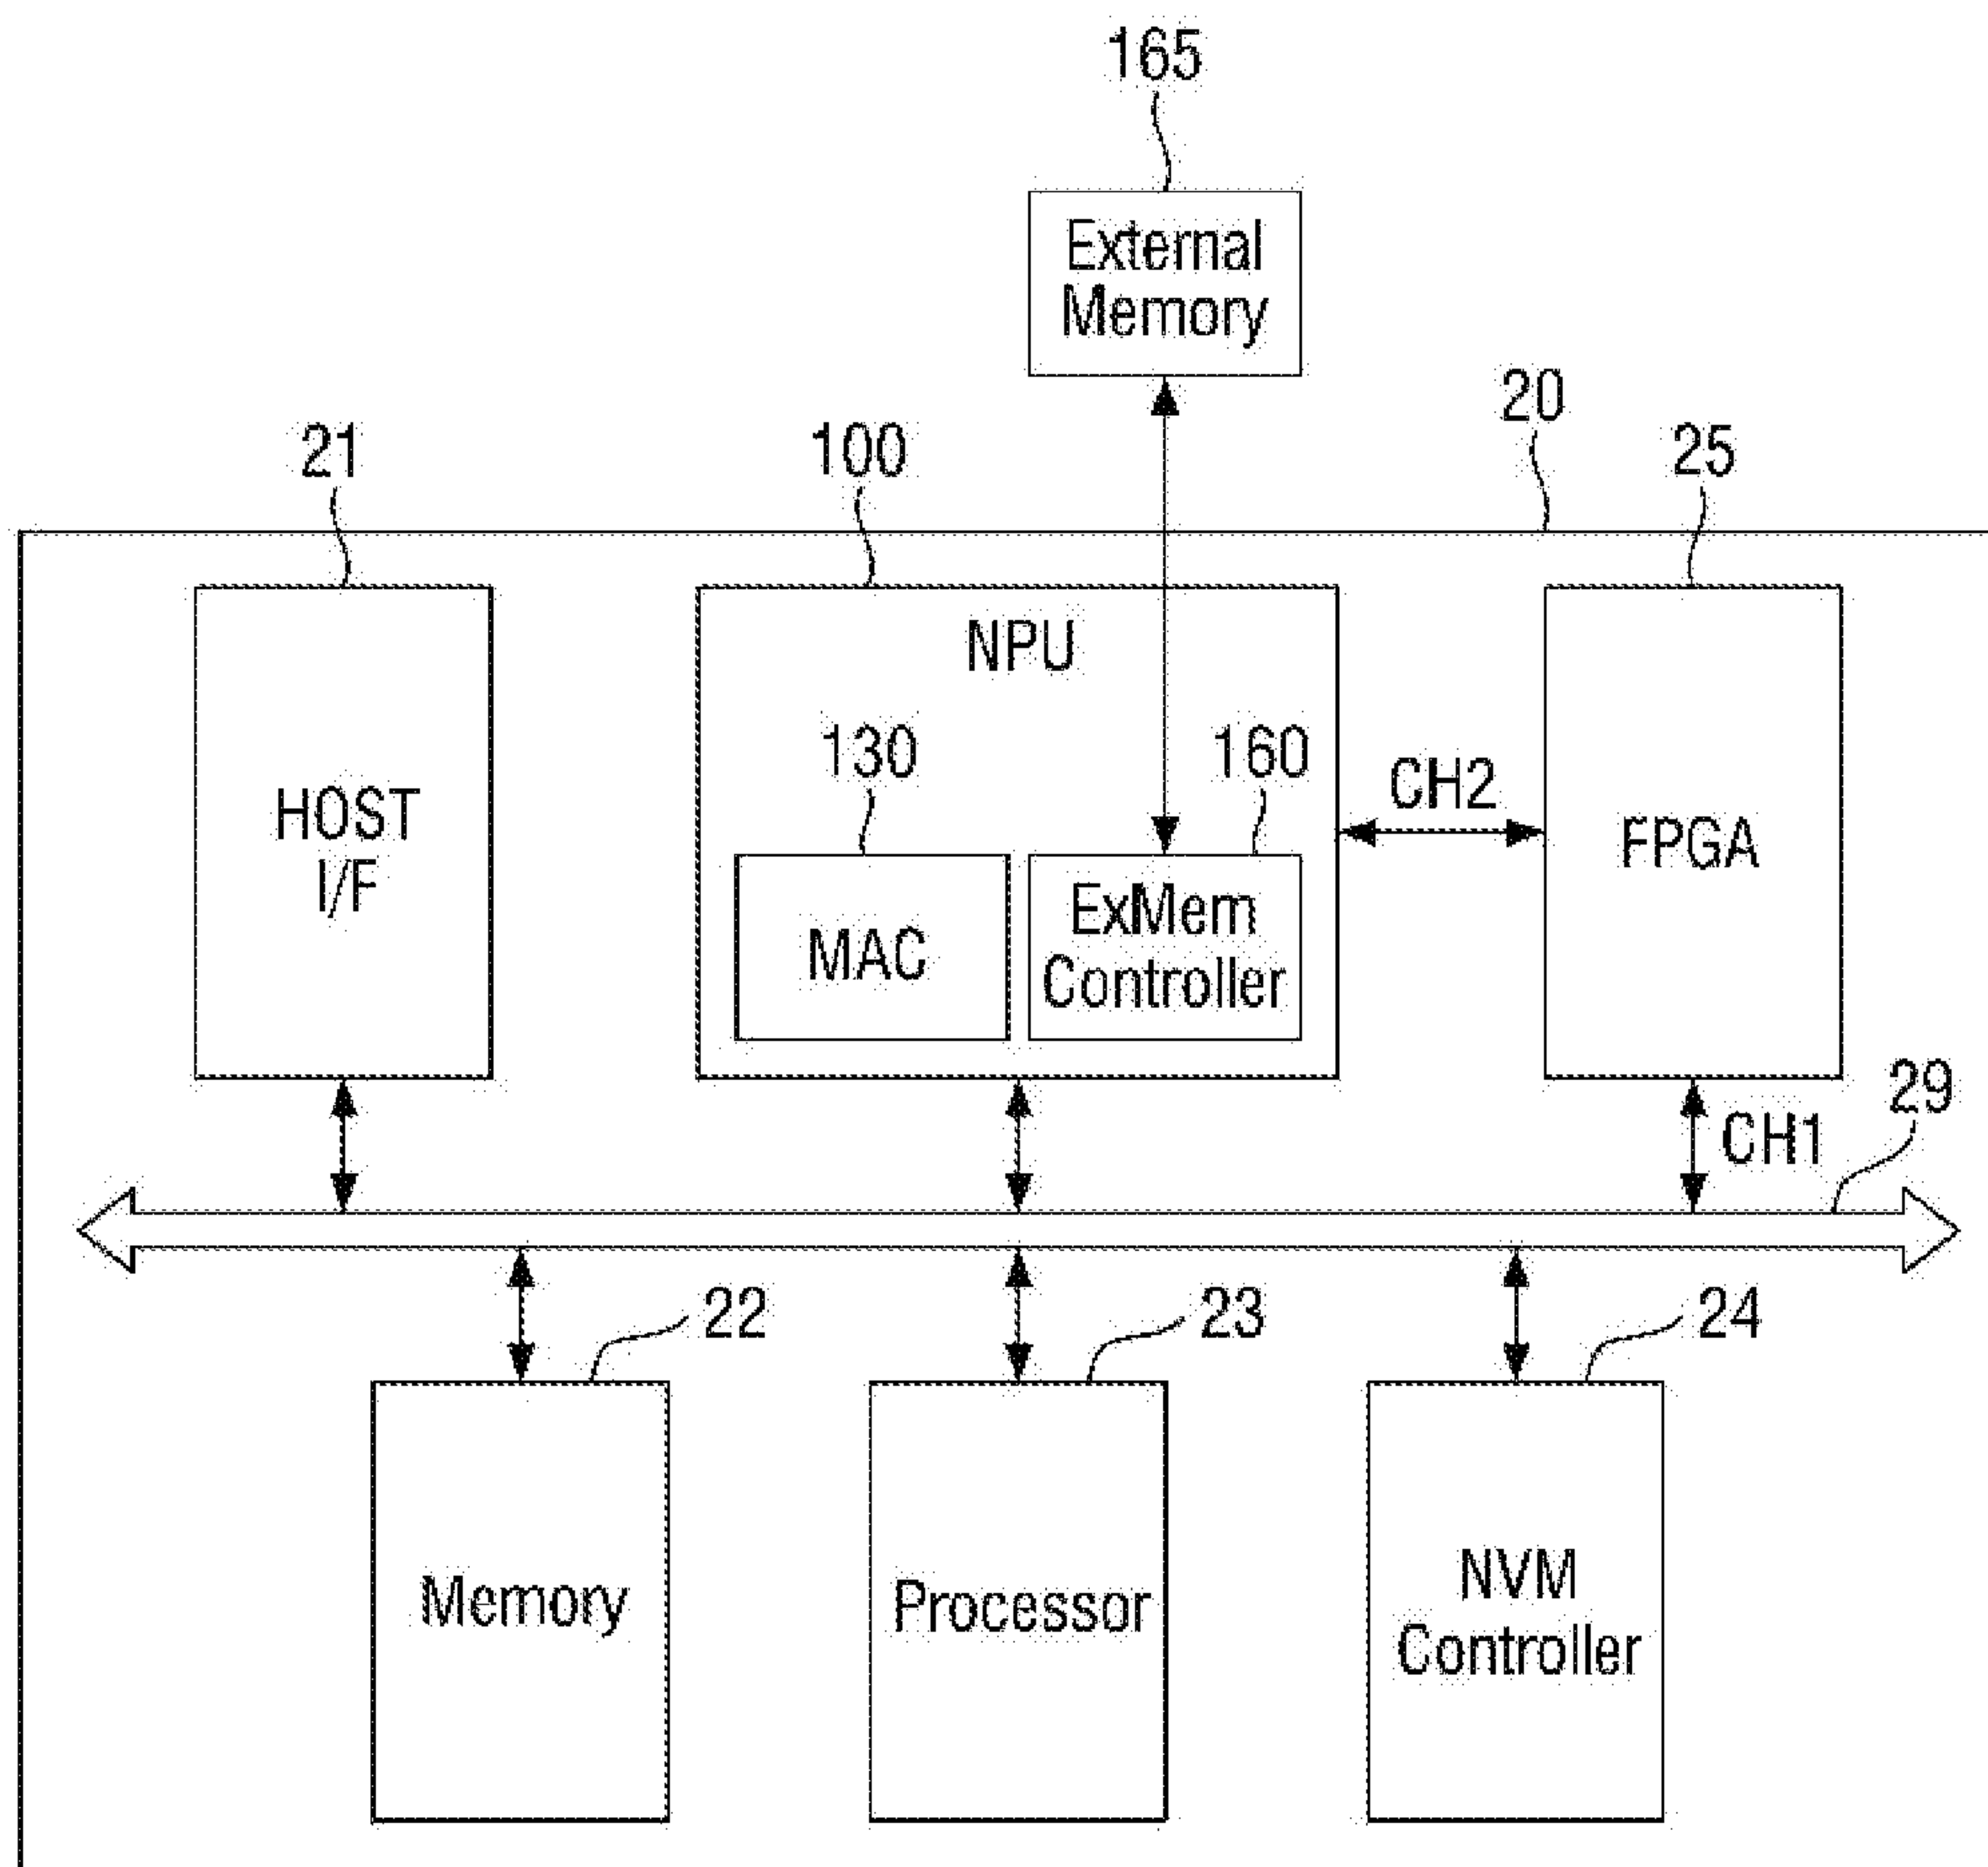 165
External
Memory
20
21
100
25
NPU
130
160
CH2
HOST
I/F
FPGA
MAC
ExMem
Controller
29
CH1
22
23
24
Memory
Processor
NVM
Controller